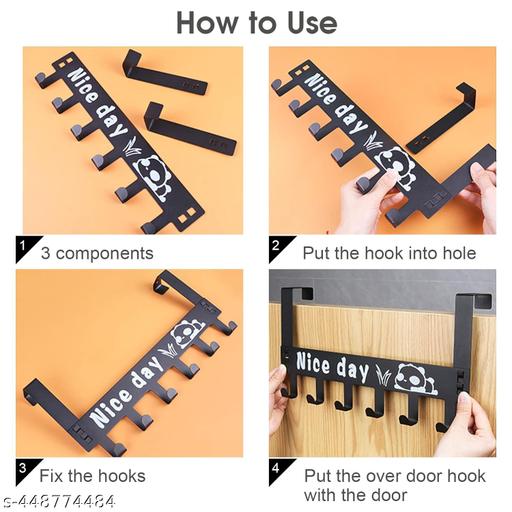 How to Use
Nice day
Nice day
1
3 components
2
Put the hook into hole
Nice day
Nice day
3
Fix the hooks
4
Put the over door hook
with the door
s-448774484